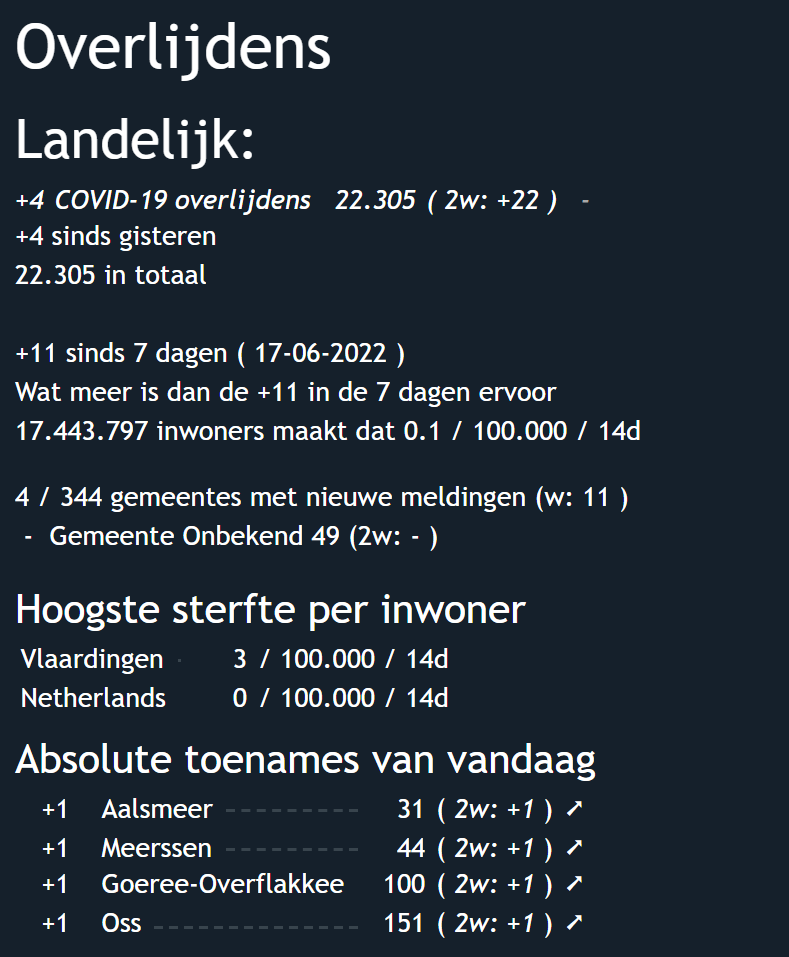 Overlijdens
Landelijk:
+4 COVID-19 overlijdens 22.305 ( 2w: +22 ) -
+4 sinds gisteren
22.305 in totaal
+11 sinds 7 dagen ( 17-06-2022 )
Wat meer is dan de +11 in de 7 dagen ervoor
17.443.797 inwoners maakt dat 0.1 / 100.000 / 14d
4 / 344 gemeentes met nieuwe meldingen (w: 11 )
- Gemeente Onbekend 49 (2w: - )
Hoogste sterfte per inwoner
Vlaardingen - 3 / 100.000 / 14d
Netherlands 0 / 100.000 / 14d
Absolute toenames van vandaag
+1 Aalsmeer --------- 31 ( 2w: +1 ) ➚
+1 Meerssen --------- 44 ( 2w: +1 ) ➚
+1 Goeree-Overflakkee 100 ( 2w: +1 ) ➚
+1 Oss -------------- 151 ( 2w: +1 ) ➚